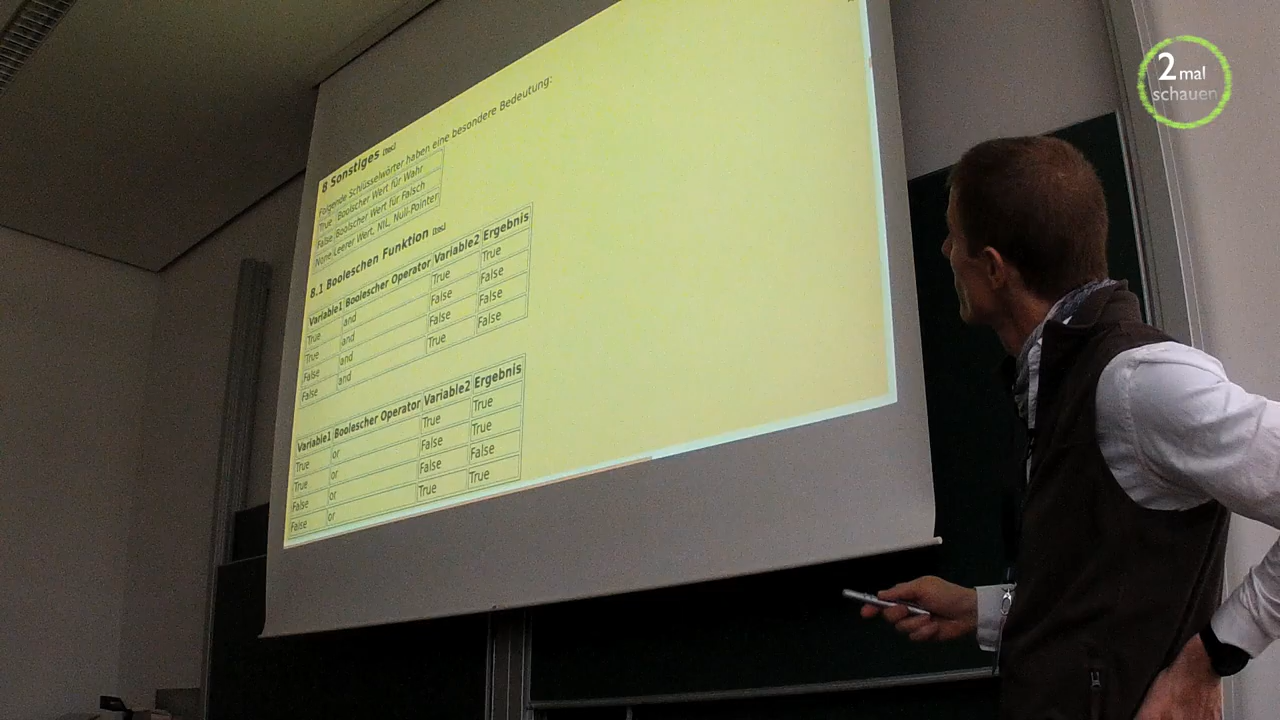 8 Sonstiges [Doc]
Folgende Schlüsselwörter haben eine besondere Bedeutung:
True Boolscher Wert für Wahr
False Boolscher Wert für Falsch
None Leerer Wert, NIL, Null-Pointer
8.1 Booleschen Funktion [Doc]
Variable1 Boolescher Operator Variable2 Ergebnis
True and True True
True and False False
False and False False
False and True False
Variable1 Boolescher Operator Variable2 Ergebnis
True or True True
True or False True
False or False False
False or True True
2 mal
schauen